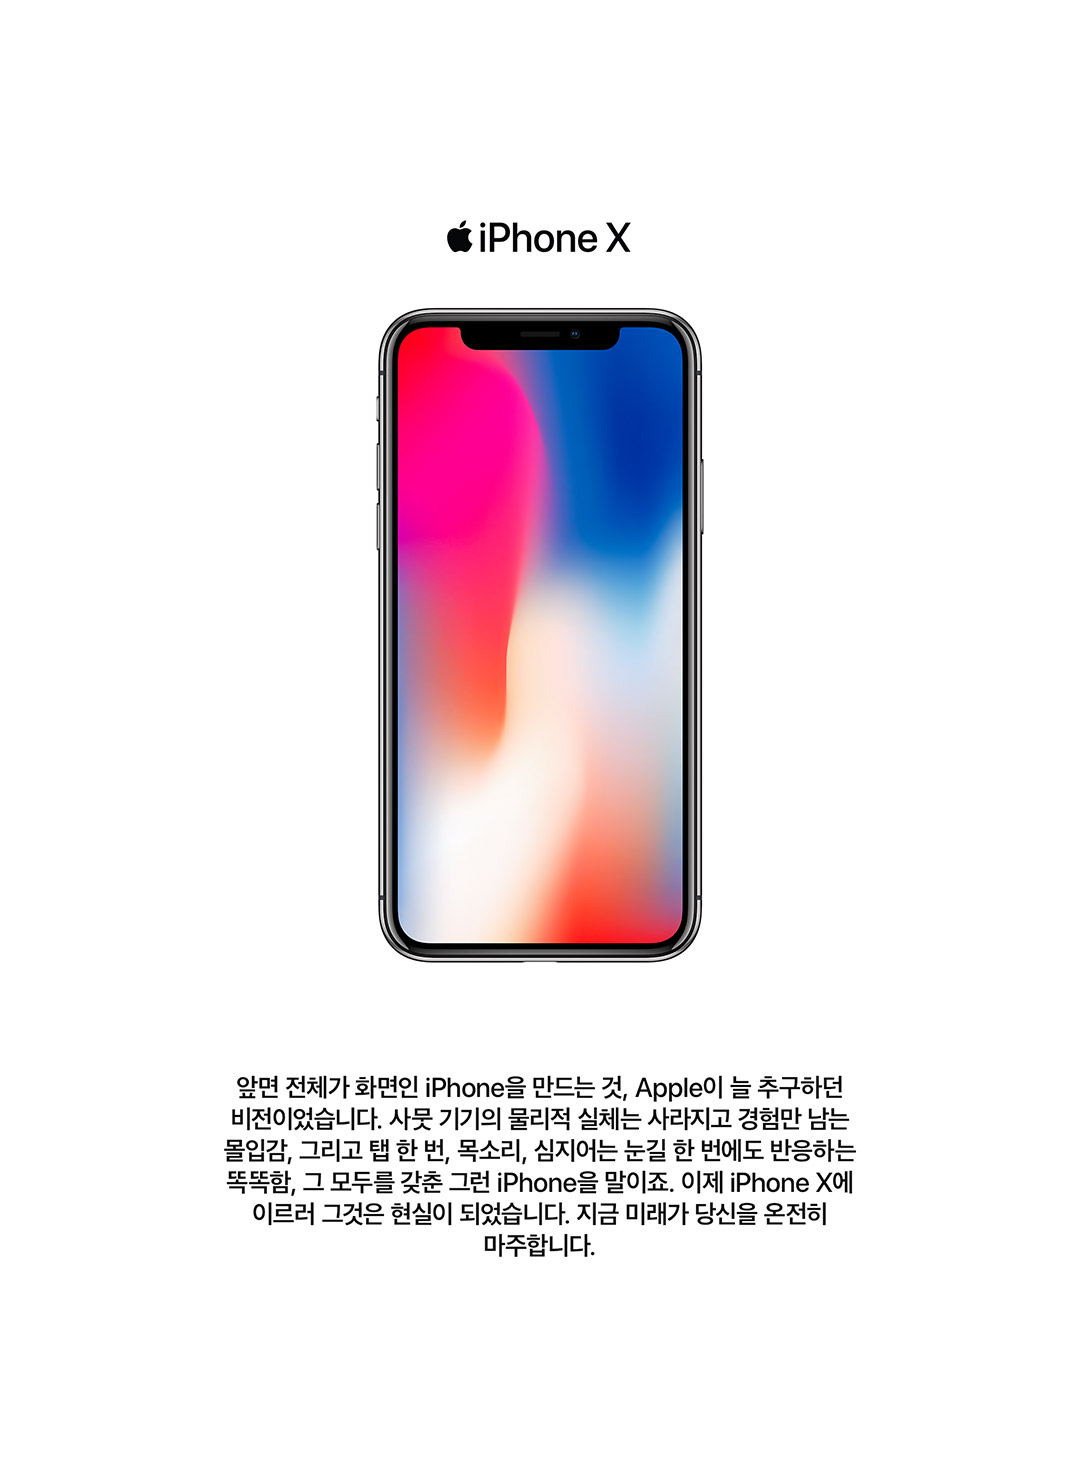 iPhone X
앞면 전체가 화면인 iPhone을 만드는 것, Apple이 늘 추구하던
비전이었습니다. 사뭇 기기의 물리적 실체는 사라지고 경험만 남는
몰입감, 그리고 탭 한 번, 목소리, 심지어는 눈길 한 번에도 반응하는
똑똑함, 그 모두를 갖춘 그런 iPhone을 말이죠. 이제 iPhone X에
이르러 그것은 현실이 되었습니다. 지금 미래가 당신을 온전히
마주합니다.